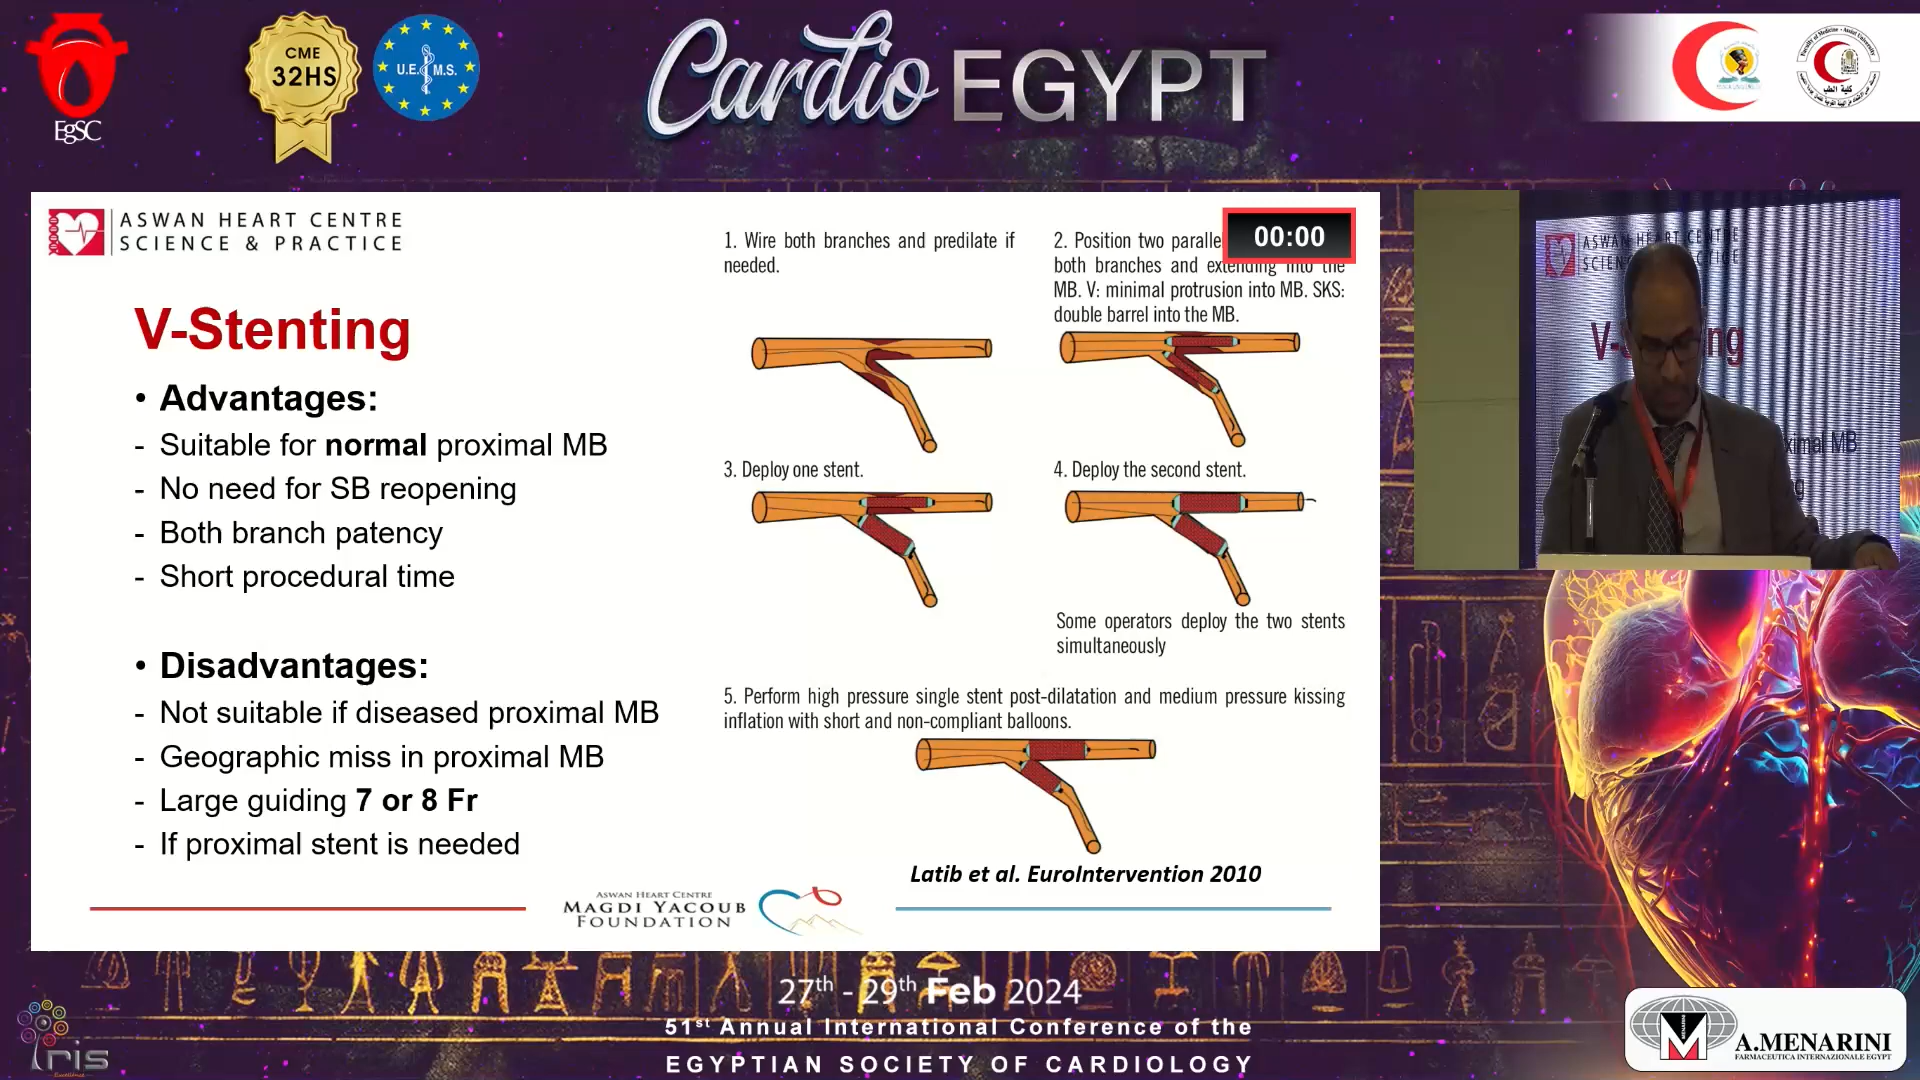 EgSC
CME
32HS
U.E.M.S.
Cardio EGYPT
ASWAN HEART CENTRE
SCIENCE & PRACTICE
V-Stenting
• Advantages:
- Suitable for normal proximal MB
- No need for SB reopening
- Both branch patency
- Short procedural time
• Disadvantages:
- Not suitable if diseased proximal MB
- Geographic miss in proximal MB
- Large guiding 7 or 8 Fr
- If proximal stent is needed
1. Wire both branches and predilate if
needed.
2. Position two paralle
00:00
both branches and extending into the
MB. V: minimal protrusion into MB. SKS:
double barrel into the MB.
3. Deploy one stent.
4. Deploy the second stent.
Some operators deploy the two stents
simultaneously
5. Perform high pressure single stent post-dilatation and medium pressure kissing
inflation with short and non-compliant balloons.
Latib et al. EuroIntervention 2010
ASWAN HEART CENTRE
MAGDI YACOUB
FOUNDATION
27th - 29th Feb 2024
51st Annual International Conference of the
EGYPTIAN SOCIETY OF CARDIOLOGY
Iris
A.MENARINI
FARMACEUTICA INTERNAZIONALE EGYPT